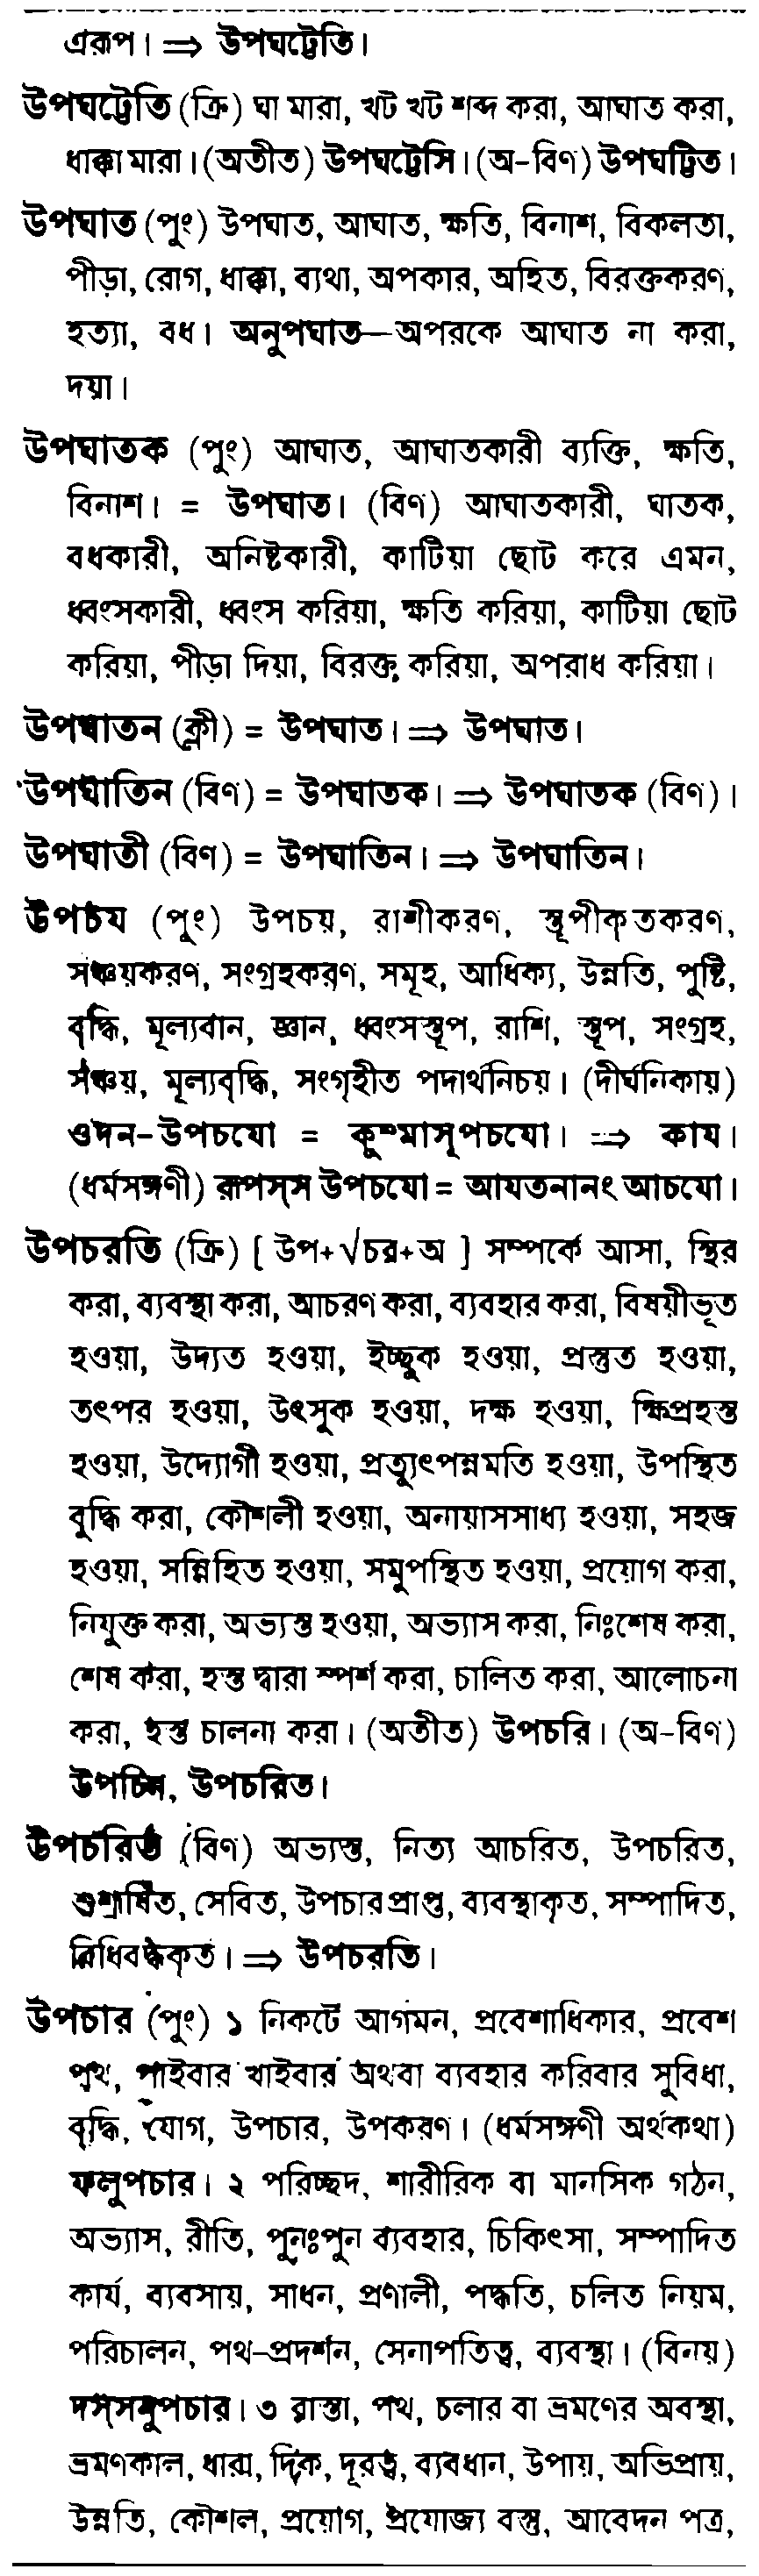 এরূপ। ⇒ উপঘট্টেতি।
উপঘট্টেতি (ক্রি) ঘা মারা, খট খট শব্দ করা, আঘাত করা,
ধাক্কা মারা। (অতীত) উপঘট্টেসি। (অ-বিণ) উপঘট্টিত।
উপঘাত (পুং) উপঘাত, আঘাত, ক্ষতি, বিনাশ, বিকলতা,
পীড়া, রোগ, ধাক্কা, ব্যথা, অপকার, অহিত, বিরক্তকরণ,
হত্যা, বধ। অনুপঘাত—অপরকে আঘাত না করা,
দয়া।
উপঘাতক (পুং) আঘাত, আঘাতকারী ব্যক্তি, ক্ষতি,
বিনাশ। = উপঘাত। (বিণ) আঘাতকারী, ঘাতক,
বধকারী, অনিষ্টকারী, কাটিয়া ছোট করে এমন,
ধ্বংসকারী, ধ্বংস করিয়া, ক্ষতি করিয়া, কাটিয়া ছোট
করিয়া, পীড়া দিয়া, বিরক্ত করিয়া, অপরাধ করিয়া।
উপঘাতন (ক্লী) = উপঘাত। ⇒ উপঘাত।
উপঘাতিন (বিণ) = উপঘাতক। ⇒ উপঘাতক (বিণ)।
উপঘাতী (বিণ) = উপঘাতিন। ⇒ উপঘাতিন।
উপচয (পুং) উপচয়, রাশীকরণ, স্তূপীকৃতকরণ,
সঞ্চয়করণ, সংগ্রহকরণ, সমূহ, আধিক্য, উন্নতি, পুষ্টি,
বৃদ্ধি, মূল্যবান, জ্ঞান, ধ্বংসস্তূপ, রাশি, স্তূপ, সংগ্রহ,
সঞ্চয়, মূল্যবৃদ্ধি, সংগৃহীত পদার্থনিচয়। (দীর্ঘনিকায়)
ওদন-উপচযো = কুম্মাসূপচযো। ⇒ কায।
(ধর্মসঙ্গণী) রূপস্স উপচযো = আযতনানং আচযো।
উপচরতি (ক্রি) [ উপ+√চর+অ ] সম্পর্কে আসা, স্থির
করা, ব্যবস্থা করা, আচরণ করা, ব্যবহার করা, বিষয়ীভূত
হওয়া, উদ্যত হওয়া, ইচ্ছুক হওয়া, প্রস্তুত হওয়া,
তৎপর হওয়া, উৎসুক হওয়া, দক্ষ হওয়া, ক্ষিপ্রহস্ত
হওয়া, উদ্যোগী হওয়া, প্রত্যুৎপন্নমতি হওয়া, উপস্থিত
বুদ্ধি করা, কৌশলী হওয়া, অনায়াসসাধ্য হওয়া, সহজ
হওয়া, সন্নিহিত হওয়া, সমুপস্থিত হওয়া, প্রয়োগ করা,
নিযুক্ত করা, অভ্যস্ত হওয়া, অভ্যাস করা, নিঃশেষ করা,
শেষ করা, হস্ত দ্বারা স্পর্শ করা, চালিত করা, আলোচনা
করা, হস্ত চালনা করা। (অতীত) উপচরি। (অ-বিণ)
উপচিন্ন, উপচরিত।
উপচরিত (বিণ) অভ্যস্ত, নিত্য আচরিত, উপচরিত,
শুশ্রূষিত, সেবিত, উপচারপ্রাপ্ত, ব্যবস্থাকৃত, সম্পাদিত,
বিধিবদ্ধকৃত। ⇒ উপচরতি।
উপচার (পুং) ১ নিকটে আগমন, প্রবেশাধিকার, প্রবেশ
পথ, পাইবার খাইবার অথবা ব্যবহার করিবার সুবিধা,
বৃদ্ধি, যোগ, উপচার, উপকরণ। (ধর্মসঙ্গণী অর্থকথা)
ফলুপচার। ২ পরিচ্ছদ, শারীরিক বা মানসিক গঠন,
অভ্যাস, রীতি, পুনঃপুন ব্যবহার, চিকিৎসা, সম্পাদিত
কার্য, ব্যবসায়, সাধন, প্রণালী, পদ্ধতি, চলিত নিয়ম,
পরিচালন, পথ-প্রদর্শন, সেনাপতিত্ব, ব্যবস্থা। (বিনয়)
দস্সনুপচার। ৩ রাস্তা, পথ, চলার বা ভ্রমণের অবস্থা,
ভ্রমণকাল, ধারা, দিক, দূরত্ব, ব্যবধান, উপায়, অভিপ্রায়,
উন্নতি, কৌশল, প্রয়োগ, প্রযোজ্য বস্তু, আবেদন পত্র,